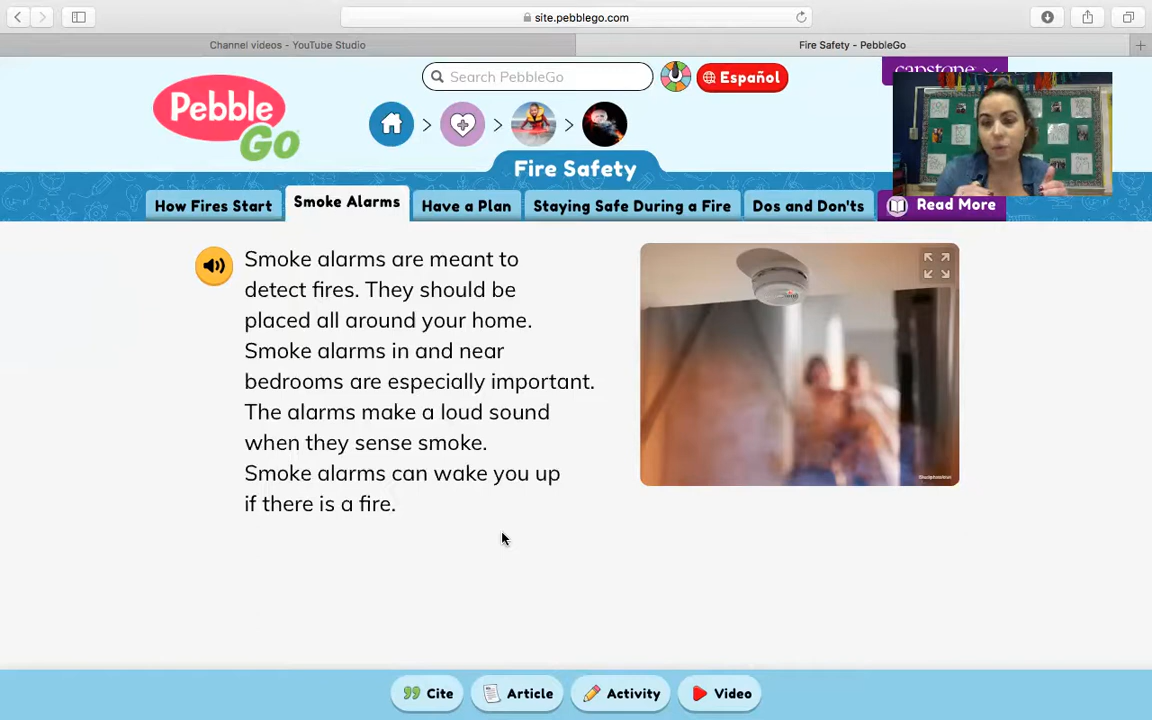 site.pebblego.com
Channel videos - YouTube Studio
Fire Safety - PebbleGo
Pebble
Go
Search PebbleGo
Español
capstone
Fire Safety
How Fires Start
Smoke Alarms
Have a Plan
Staying Safe During a Fire
Dos and Don'ts
Read More
Smoke alarms are meant to
detect fires. They should be
placed all around your home.
Smoke alarms in and near
bedrooms are especially important.
The alarms make a loud sound
when they sense smoke.
Smoke alarms can wake you up
if there is a fire.
Cite
Article
Activity
Video